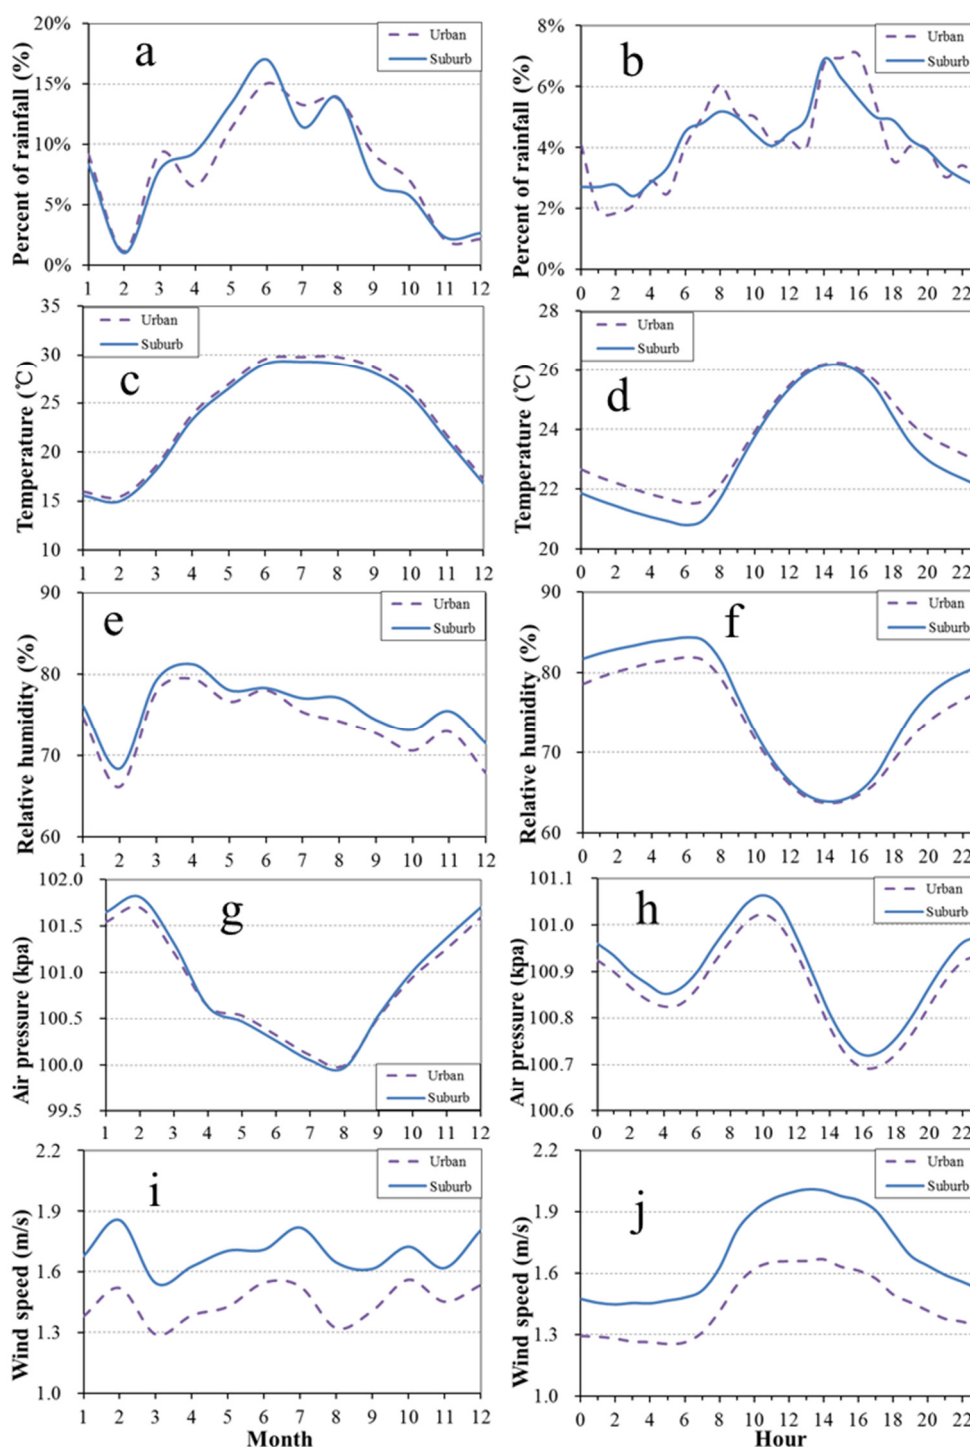 20%
15%
10%
5%
0%
Percent of rainfall (%)
a
Urban
Suburb
1 2 3 4 5 6 7 8 9 10 11 12
8%
6%
4%
2%
0%
Percent of rainfall (%)
b
Urban
Suburb
0 2 4 6 8 10 12 14 16 18 20 22
35
30
25
20
15
10
Temperature (℃)
c
Urban
Suburb
1 2 3 4 5 6 7 8 9 10 11 12
28
26
24
22
20
Temperature (℃)
d
Urban
Suburb
0 2 4 6 8 10 12 14 16 18 20 22
90
80
70
60
Relative humidity (%)
e
Urban
Suburb
1 2 3 4 5 6 7 8 9 10 11 12
90
80
70
60
Relative humidity (%)
f
Urban
Suburb
0 2 4 6 8 10 12 14 16 18 20 22
102.0
101.5
101.0
100.5
100.0
99.5
Air pressure (kpa)
g
Urban
Suburb
1 2 3 4 5 6 7 8 9 10 11 12
101.1
101.0
100.9
100.8
100.7
100.6
Air pressure (kpa)
h
Urban
Suburb
0 2 4 6 8 10 12 14 16 18 20 22
2.2
1.9
1.6
1.3
1.0
Wind speed (m/s)
i
Urban
Suburb
1 2 3 4 5 6 7 8 9 10 11 12
Month
2.2
1.9
1.6
1.3
1.0
Wind speed (m/s)
j
Urban
Suburb
0 2 4 6 8 10 12 14 16 18 20 22
Hour